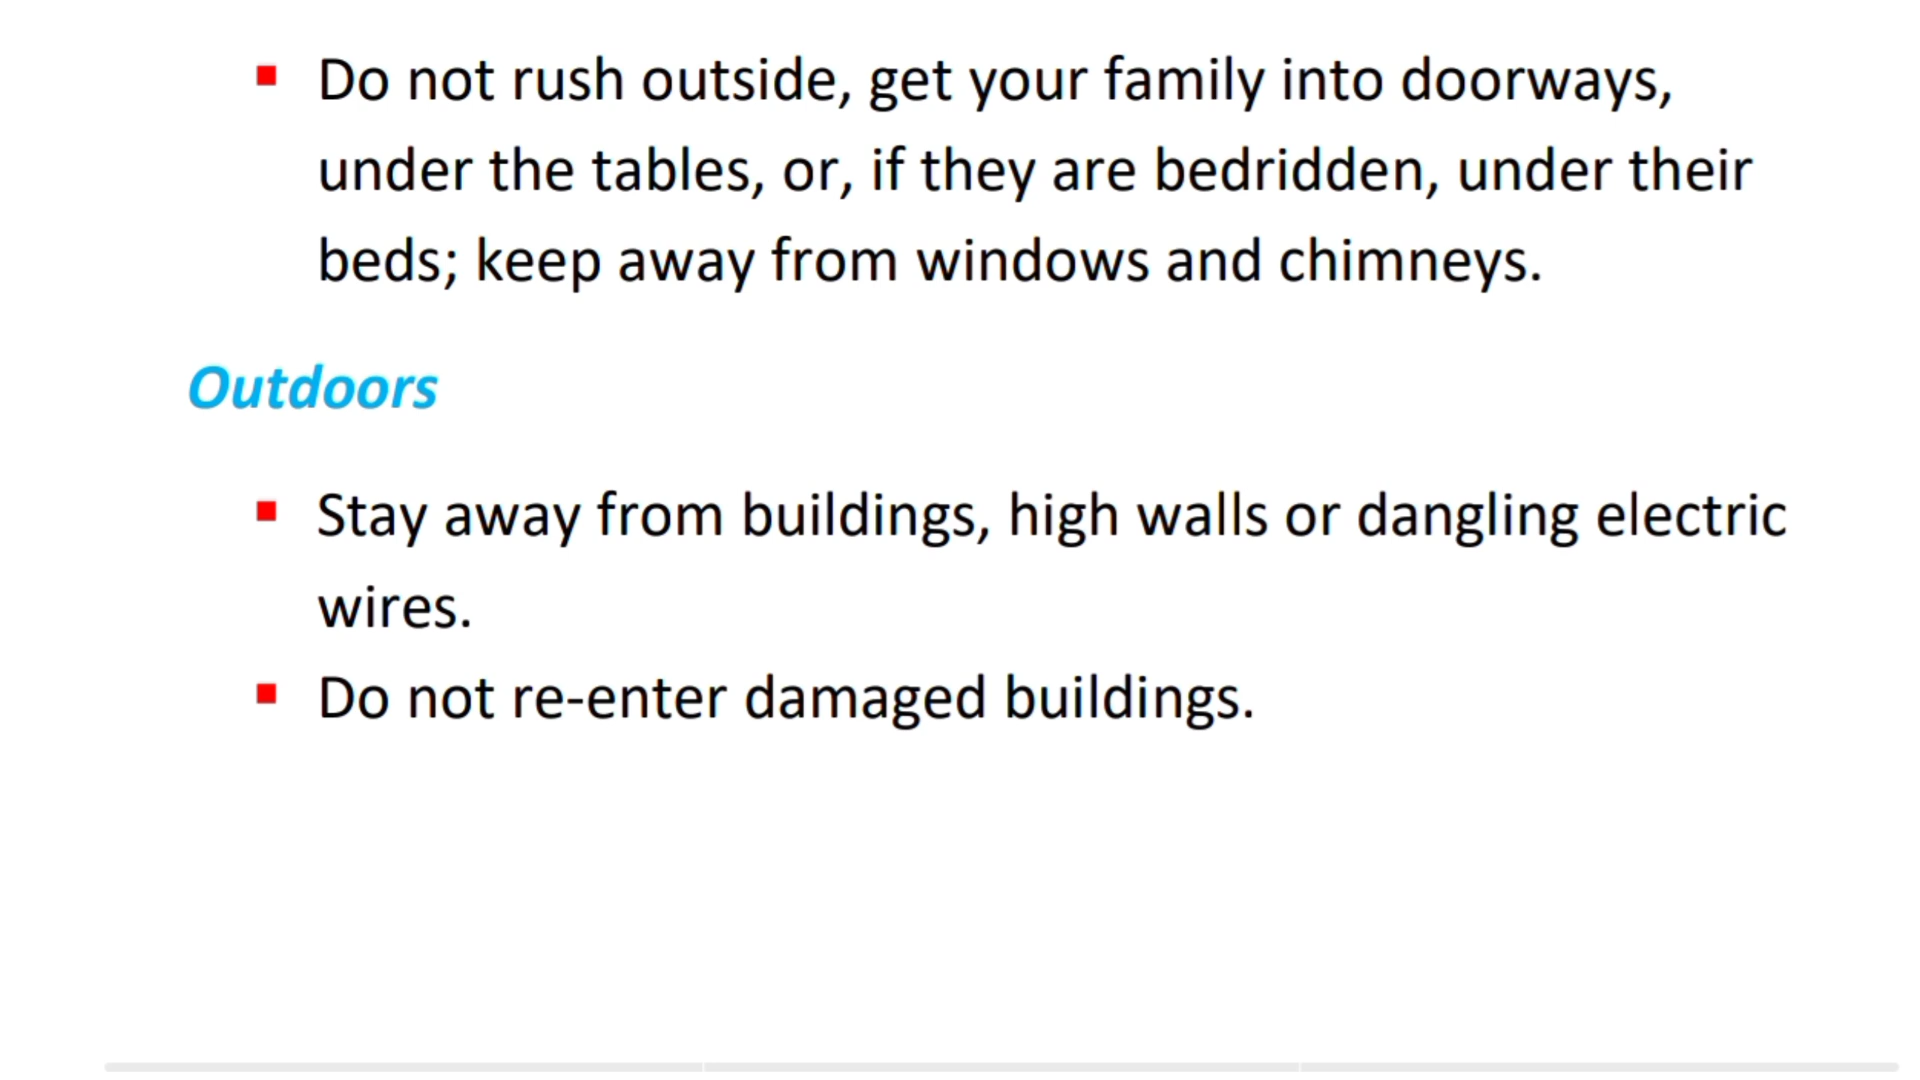 ▪ Do not rush outside, get your family into doorways,
under the tables, or, if they are bedridden, under their
beds; keep away from windows and chimneys.
Outdoors
▪ Stay away from buildings, high walls or dangling electric
wires.
▪ Do not re-enter damaged buildings.